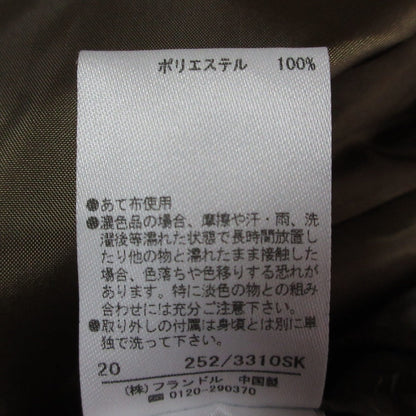 ポリエステル 100%
●あて布使用
●濃色品の場合、摩擦や汗・雨、洗
濯後等濡れた状態で長時間放置し
たり他の物と濡れたまま接触した
場合、色落ちや色移りする恐れが
あります。特に淡色の物との組み
合わせには充分ご注意下さい。
●取り外しの付属は身頃とは別に単
独で洗って下さい。
20 252/3310SK
(株)フランドル 中国製
0120-290370